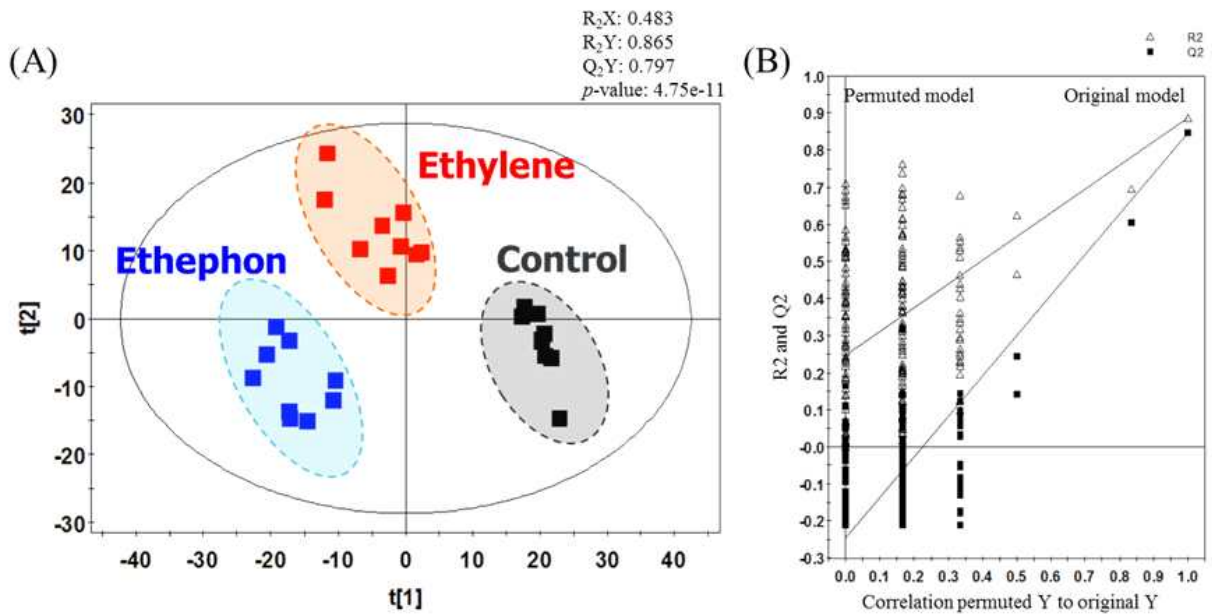 R₂X: 0.483
R₂Y: 0.865
Q₂Y: 0.797
p-value: 4.75e-11
(A)
Ethylene
Ethephon
Control
30
20
10
0
-10
-20
-30
t[2]
-40 -30 -20 -10 0 10 20 30 40
t[1]
(B)
R2
Q2
Permuted model
Original model
1.0
0.9
0.8
0.7
0.6
0.5
0.4
0.3
0.2
0.1
-0.0
-0.1
-0.2
-0.3
R2 and Q2
0.0 0.1 0.2 0.3 0.4 0.5 0.6 0.7 0.8 0.9 1.0
Correlation permuted Y to original Y